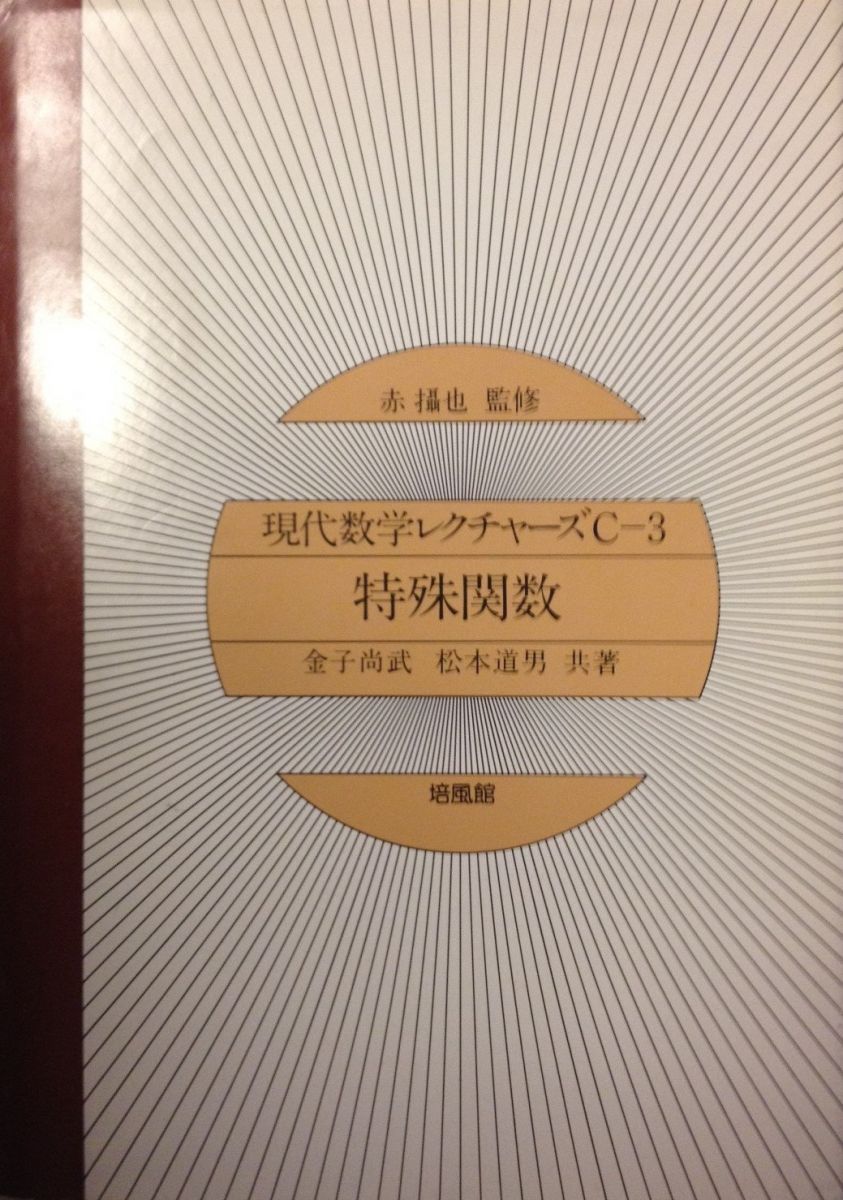 赤 攝也 監修
現代数学レクチャーズC-3
特殊関数
金子尚武 松本道男 共著
培風館